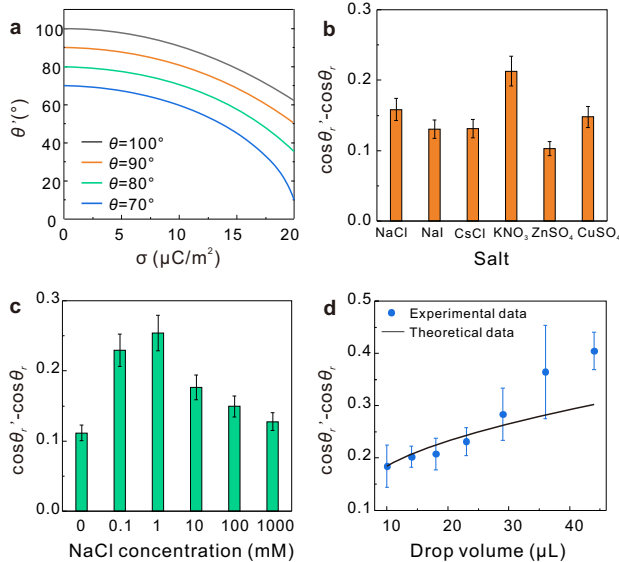 a
θ'(°)
100
80
60
40
20
0
θ=100°
θ=90°
θ=80°
θ=70°
0 5 10 15 20
σ (μC/m²)
b
cosθᵣ'-cosθᵣ
0.3
0.2
0.1
0.0
NaCl NaI CsCl KNO₃ ZnSO₄ CuSO₄
Salt
c
cosθᵣ'-cosθᵣ
0.3
0.2
0.1
0.0
0 0.1 1 10 100 1000
NaCl concentration (mM)
d
cosθᵣ'-cosθᵣ
0.5
0.4
0.3
0.2
0.1
Experimental data
Theoretical data
10 20 30 40
Drop volume (μL)